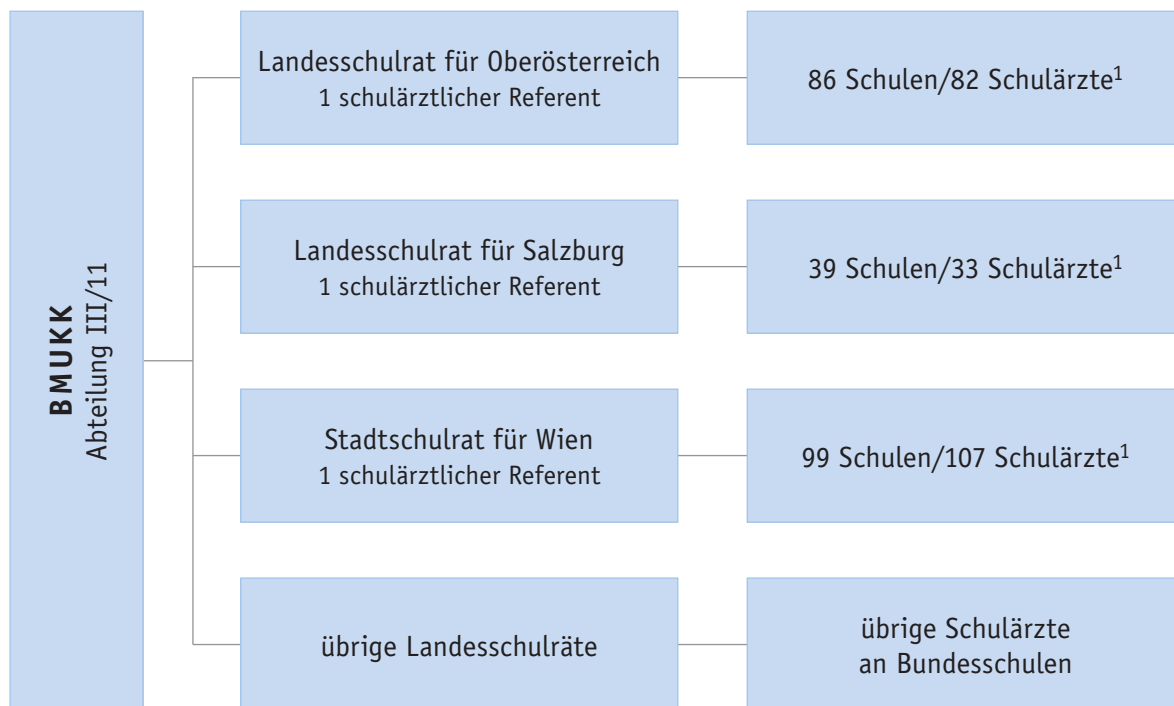 BMUKK
Abteilung III/11
Landesschulrat für Oberösterreich
1 schulärztlicher Referent
86 Schulen/82 Schulärzte¹
Landesschulrat für Salzburg
1 schulärztlicher Referent
39 Schulen/33 Schulärzte¹
Stadtschulrat für Wien
1 schulärztlicher Referent
99 Schulen/107 Schulärzte¹
übrige Landesschulräte
übrige Schulärzte
an Bundesschulen